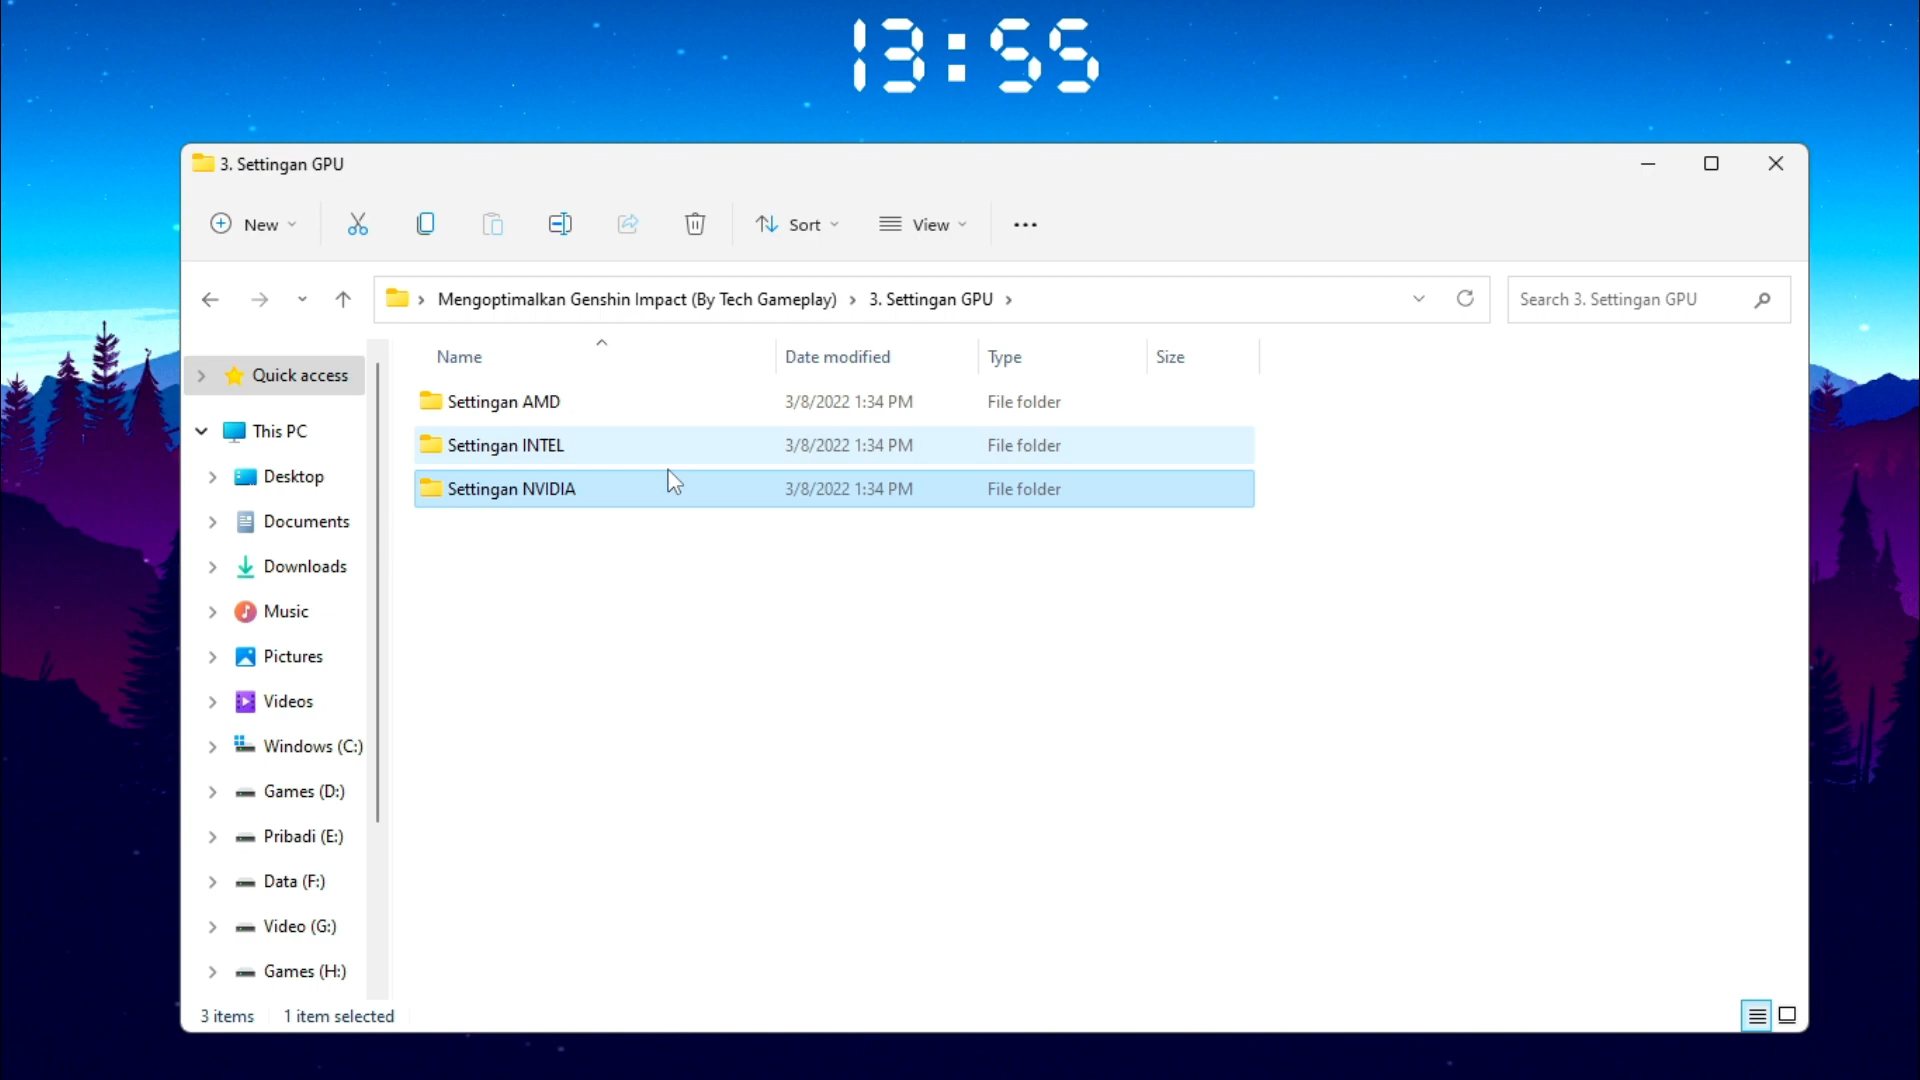 13:55
3. Settingan GPU
New
Sort
View
Mengoptimalkan Genshin Impact (By Tech Gameplay)
3. Settingan GPU
Search 3. Settingan GPU
Name
Date modified
Type
Size
Settingan AMD 3/8/2022 1:34 PM File folder
Settingan INTEL 3/8/2022 1:34 PM File folder
Settingan NVIDIA 3/8/2022 1:34 PM File folder
Quick access
This PC
Desktop
Documents
Downloads
Music
Pictures
Videos
Windows (C:)
Games (D:)
Pribadi (E:)
Data (F:)
Video (G:)
Games (H:)
3 items
1 item selected